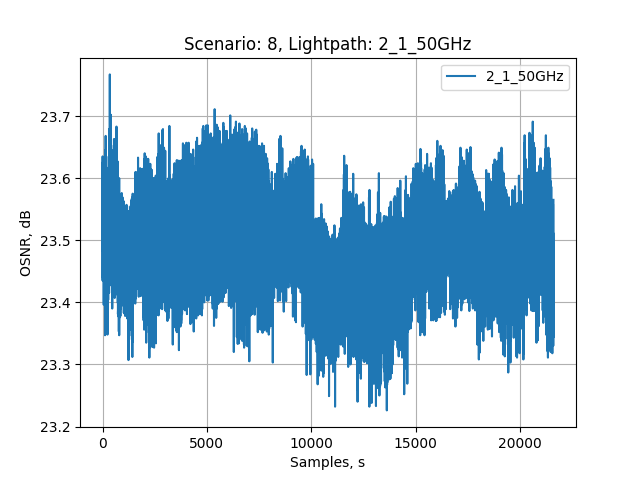 Scenario: 8, Lightpath: 2_1_50GHz
2_1_50GHz
OSNR, dB
23.7
23.6
23.5
23.4
23.3
23.2
0 5000 10000 15000 20000
Samples, s